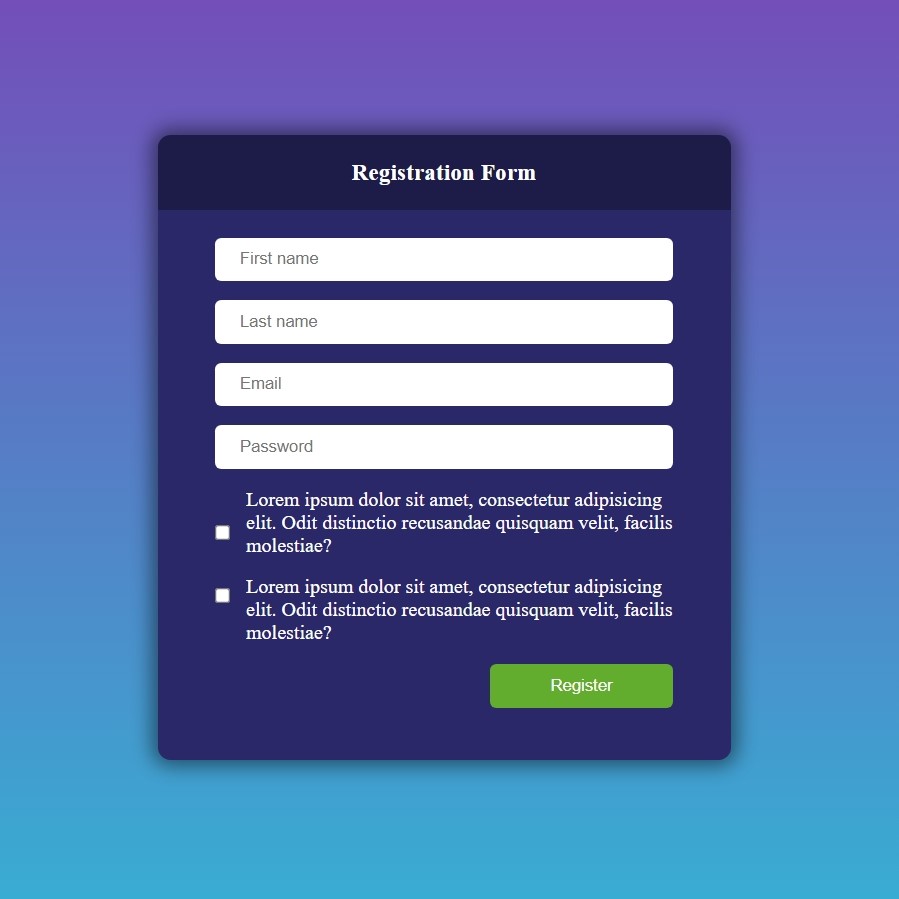 Registration Form
First name
Last name
Email
Password
Lorem ipsum dolor sit amet, consectetur adipisicing
elit. Odit distinctio recusandae quisquam velit, facilis
molestiae?
Lorem ipsum dolor sit amet, consectetur adipisicing
elit. Odit distinctio recusandae quisquam velit, facilis
molestiae?
Register